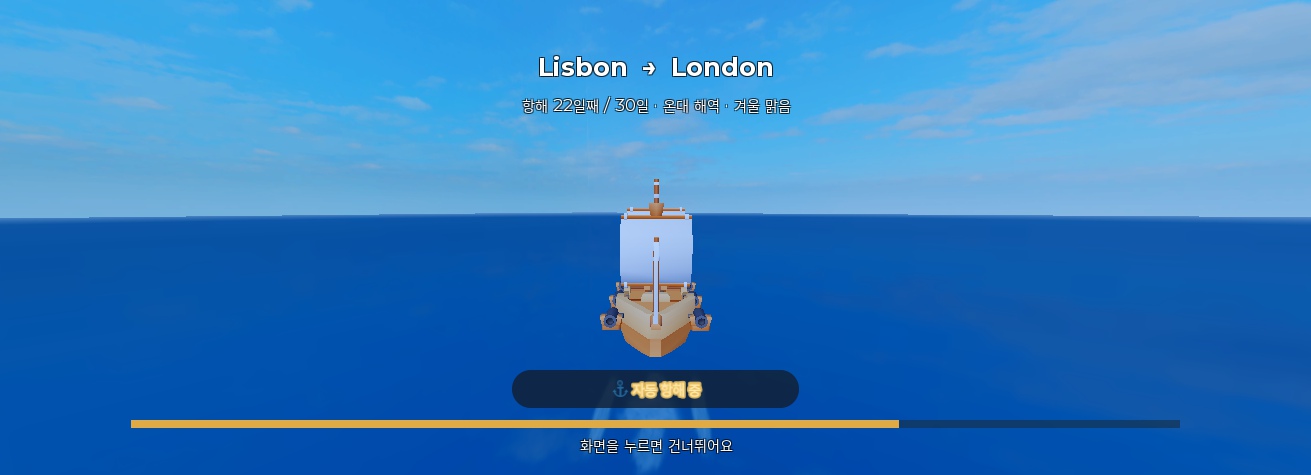 Lisbon → London
항해 22일째 / 30일 · 온대 해역 · 겨울 맑음
⚓ 자동 항해 중
화면을 누르면 건너뛰어요